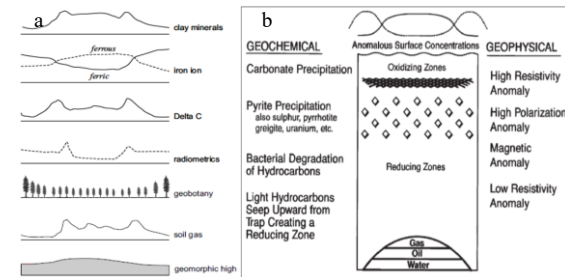 a
clay minerals
ferrous
iron ion
ferric
Delta C
radiometrics
geobotany
soil gas
geomorphic high
b
GEOCHEMICAL
Anomalous Surface Concentrations
GEOPHYSICAL
Carbonate Precipitation
Oxidizing Zones
High Resistivity
Anomaly
Pyrite Precipitation
also sulphur, pyrrhotite
greigite, uranium, etc.
High Polarization
Anomaly
Magnetic
Anomaly
Bacterial Degradation
of Hydrocarbons
Reducing Zones
Low Resistivity
Anomaly
Light Hydrocarbons
Seep Upward from
Trap Creating a
Reducing Zone
Gas
Oil
Water